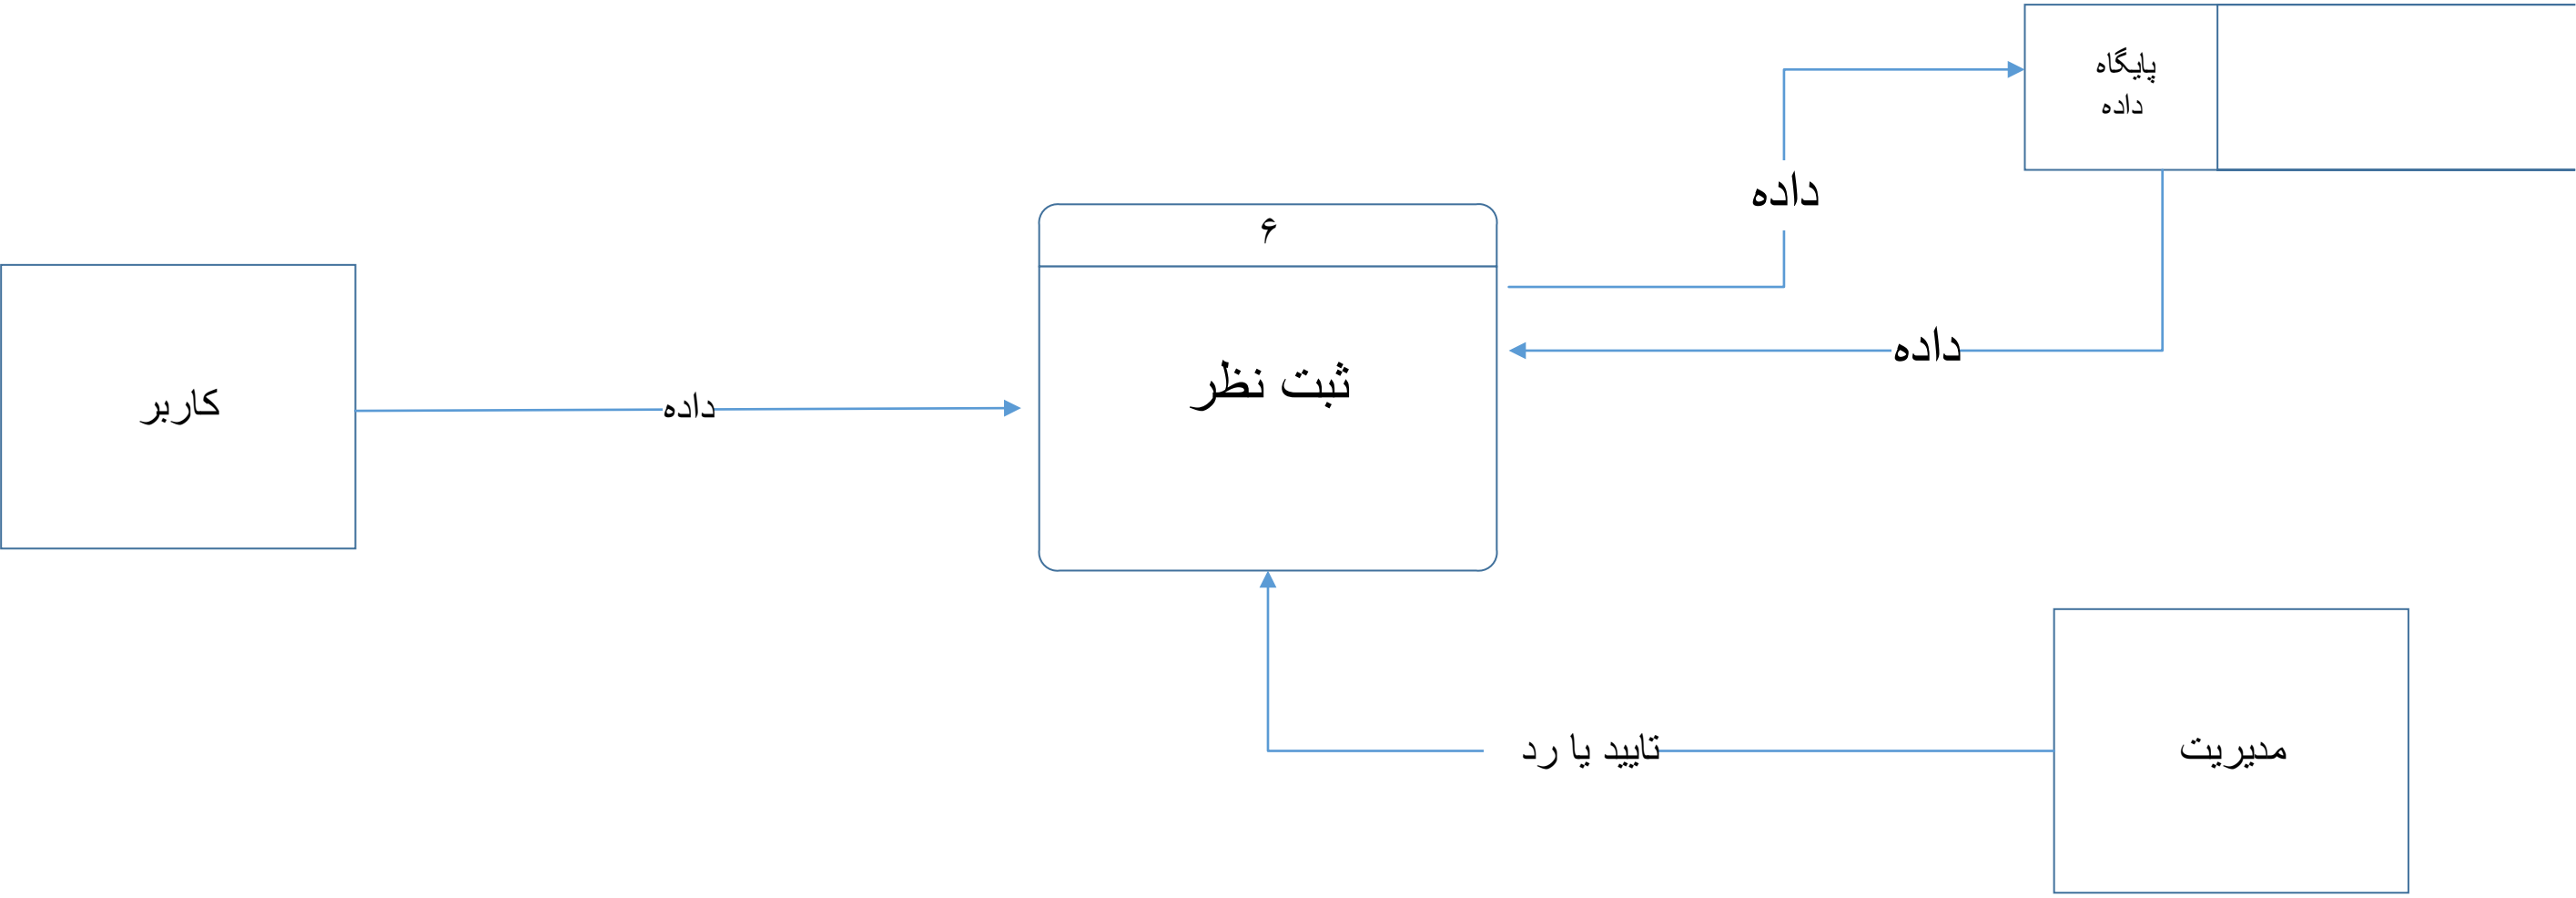 پایگاه
داده
داده
۶
داده
ثبت نظر
کاربر
داده
تایید یا رد
مدیریت